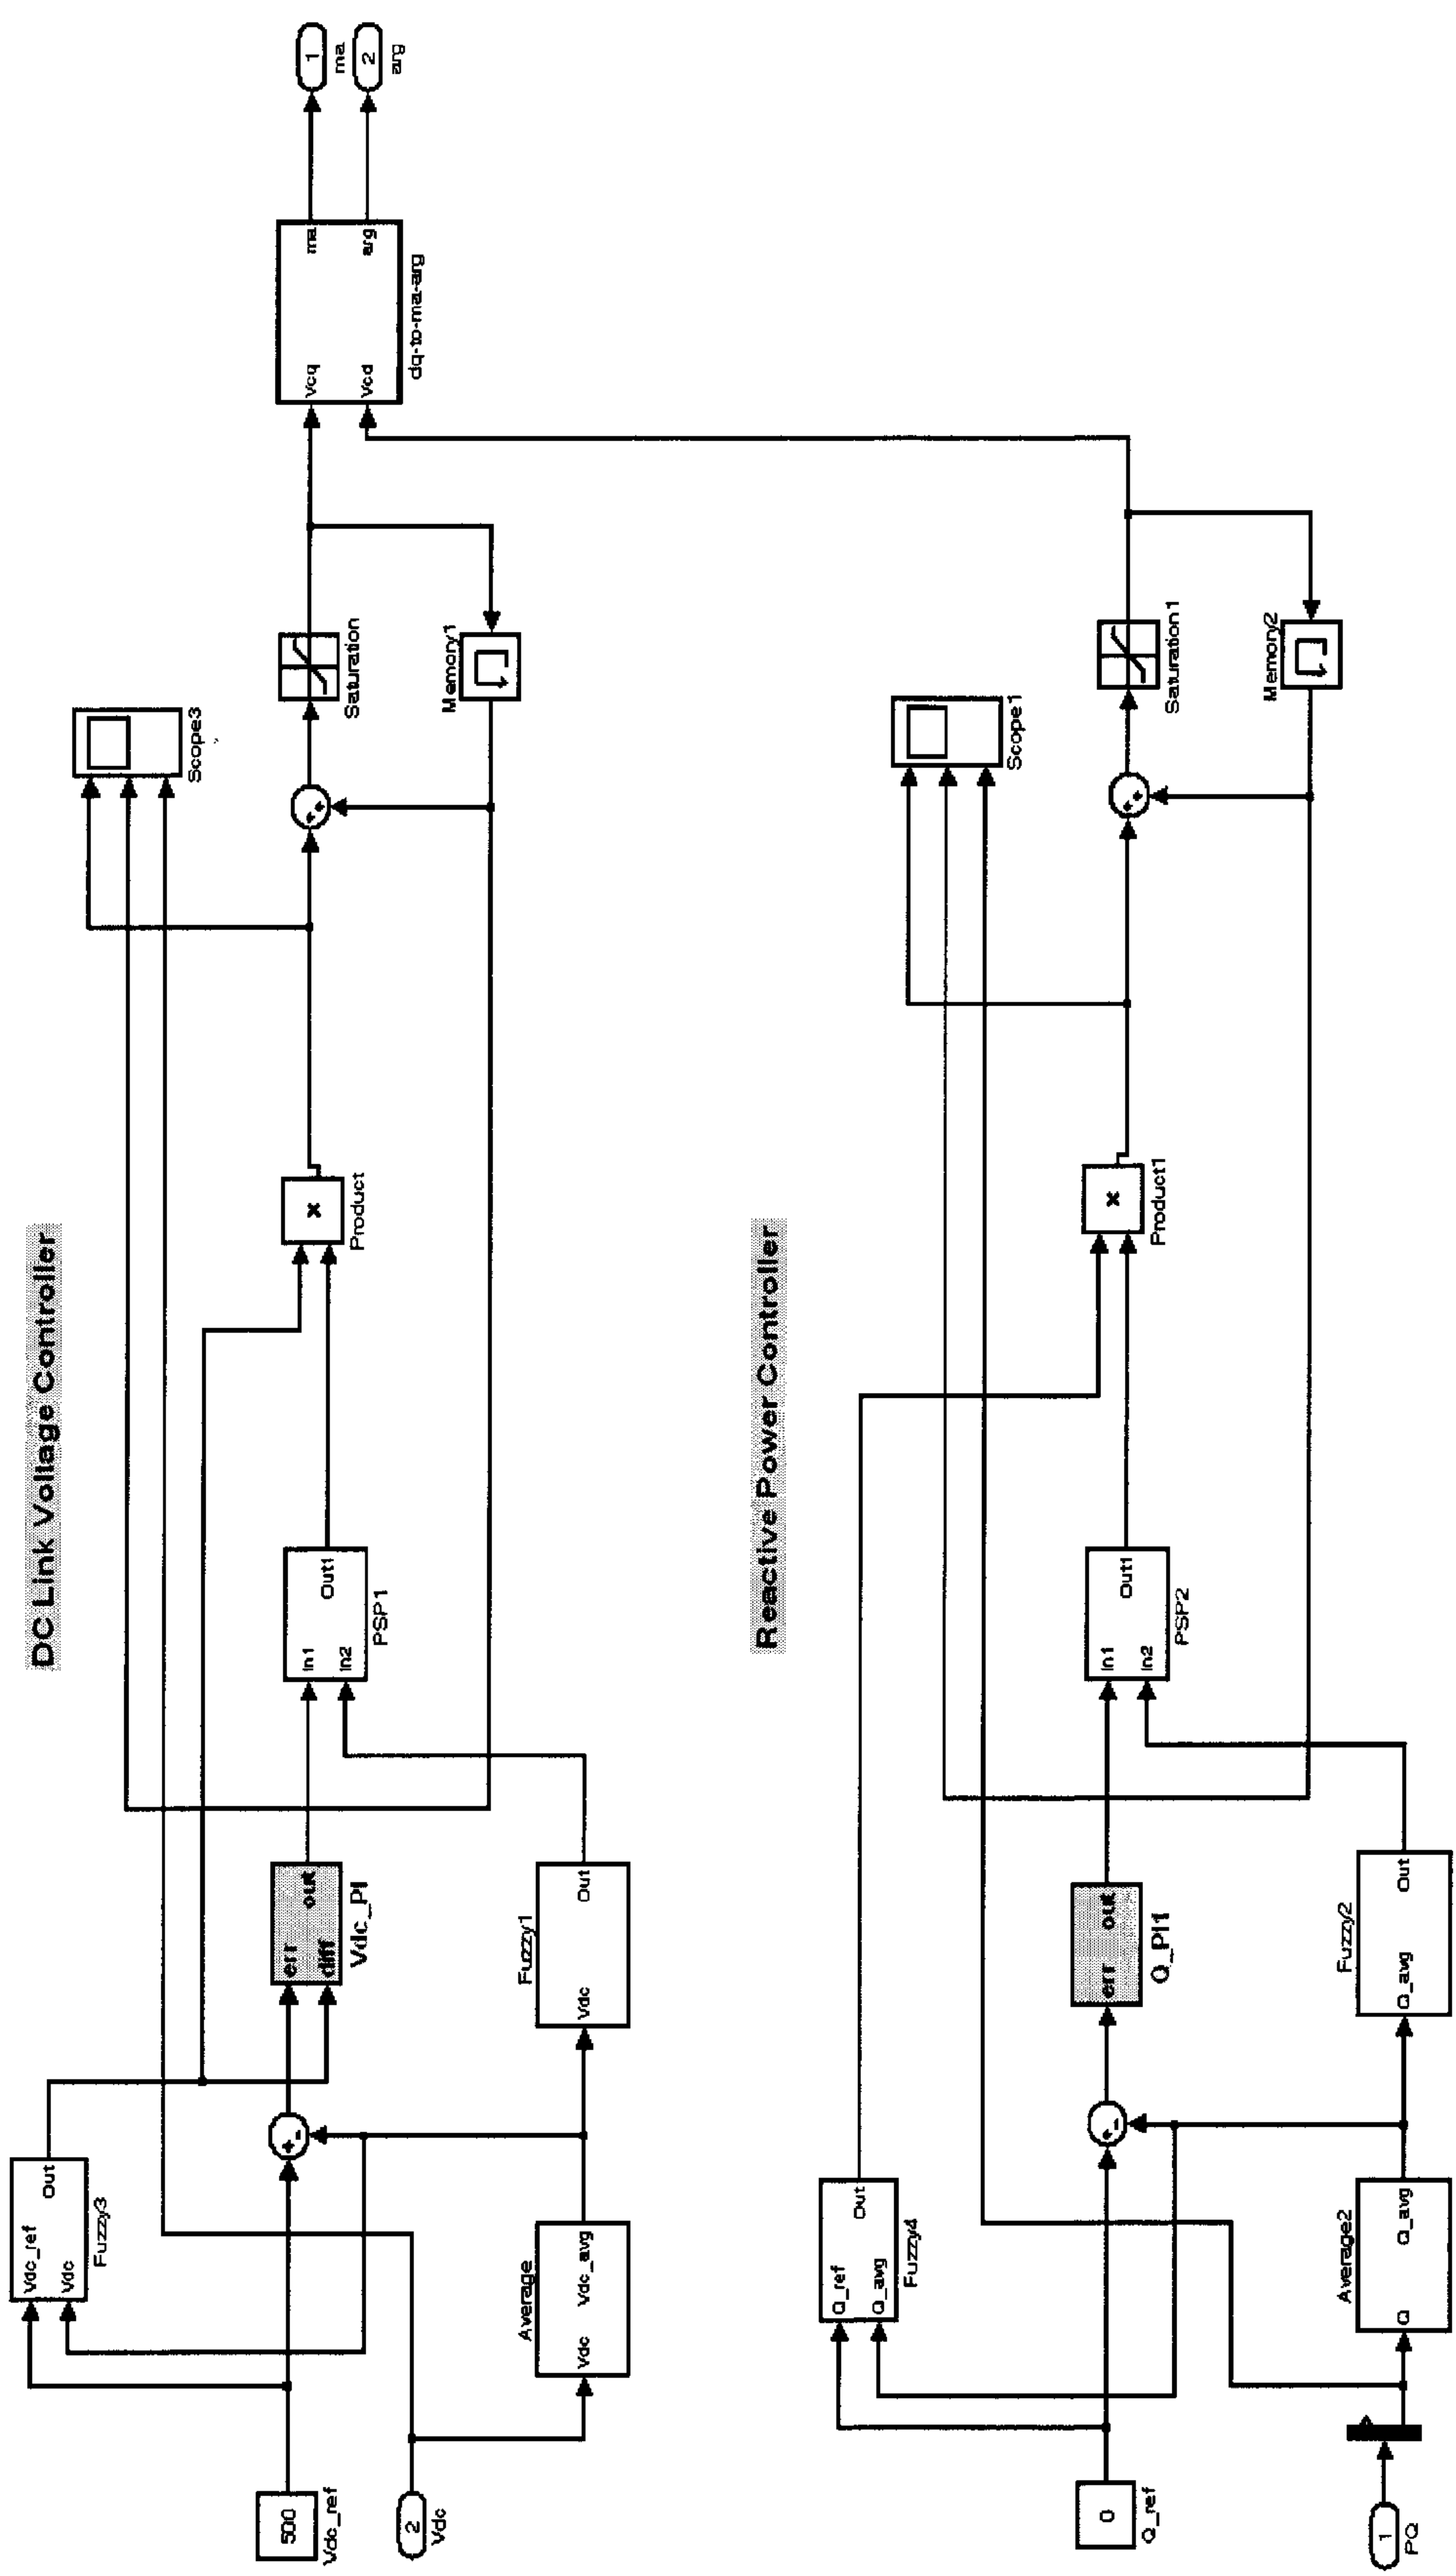 DC Link Voltage Controller
500
Vdc_ref
2
Vdc
Vdc_ref
Vdc
Out
Fuzzy3
Average
Vdc
Vdc_avg
err
diff
out
Vdc_PI
Fuzzy1
Vdc
Out
In1
In2
Out1
PSP1
x
Product
Scope3
Saturation
Memory1
Vcq
Vcd
ma
arg
dq-to-ma-arg
1
ma
2
arg
Reactive Power Controller
0
Q_ref
1
PQ
Q_ref
Q_avg
Out
Fuzzy4
Average2
Q
Q_avg
err
out
Q_PI1
Fuzzy2
Q_avg
Out
In1
In2
Out1
PSP2
x
Product1
Scope1
Saturation1
Memory2